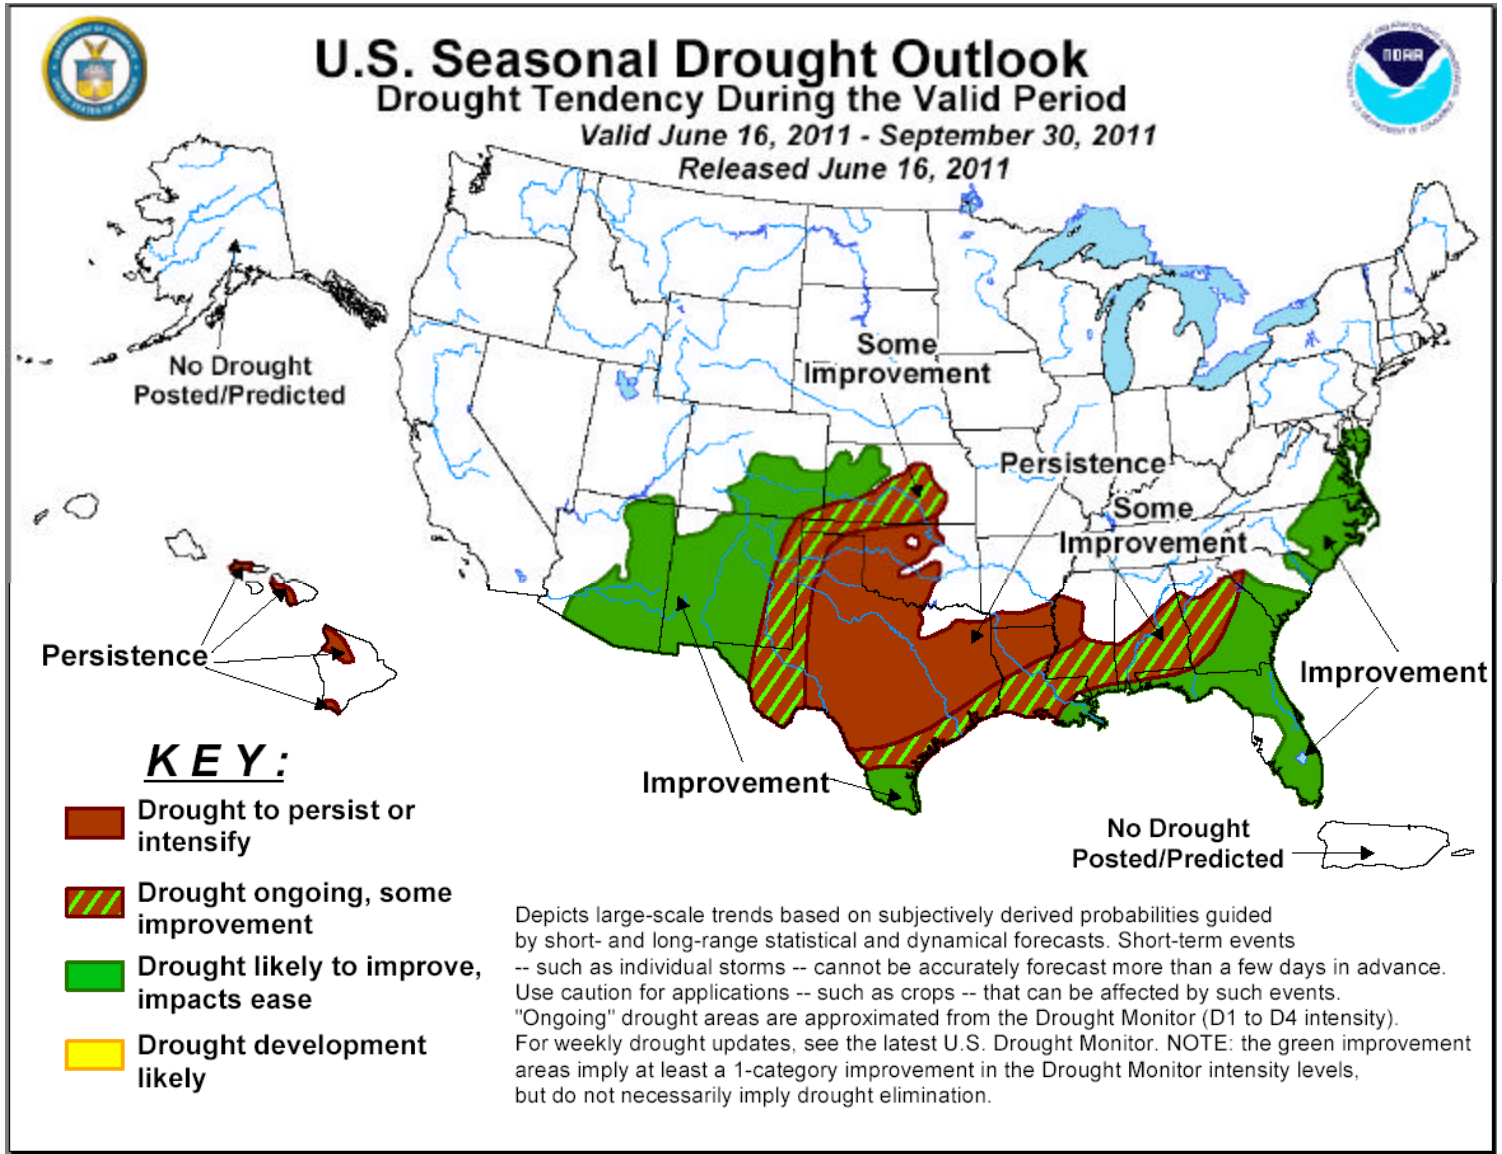 U.S. Seasonal Drought Outlook
Drought Tendency During the Valid Period
Valid June 16, 2011 - September 30, 2011
Released June 16, 2011
NOAA
No Drought
Posted/Predicted
Some
Improvement
Persistence
Some
Improvement
Persistence
Improvement
Improvement
No Drought
Posted/Predicted
KEY:
Drought to persist or
intensify
Drought ongoing, some
improvement
Drought likely to improve,
impacts ease
Drought development
likely
Depicts large-scale trends based on subjectively derived probabilities guided
by short- and long-range statistical and dynamical forecasts. Short-term events
-- such as individual storms -- cannot be accurately forecast more than a few days in advance.
Use caution for applications -- such as crops -- that can be affected by such events.
"Ongoing" drought areas are approximated from the Drought Monitor (D1 to D4 intensity).
For weekly drought updates, see the latest U.S. Drought Monitor. NOTE: the green improvement
areas imply at least a 1-category improvement in the Drought Monitor intensity levels,
but do not necessarily imply drought elimination.